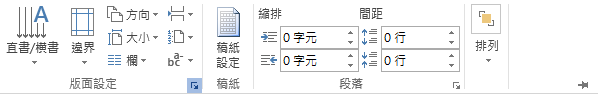 直書/橫書
邊界
方向
大小
欄
稿紙
設定
縮排
0 字元
0 字元
間距
0 行
0 行
排列
版面設定
稿紙
段落